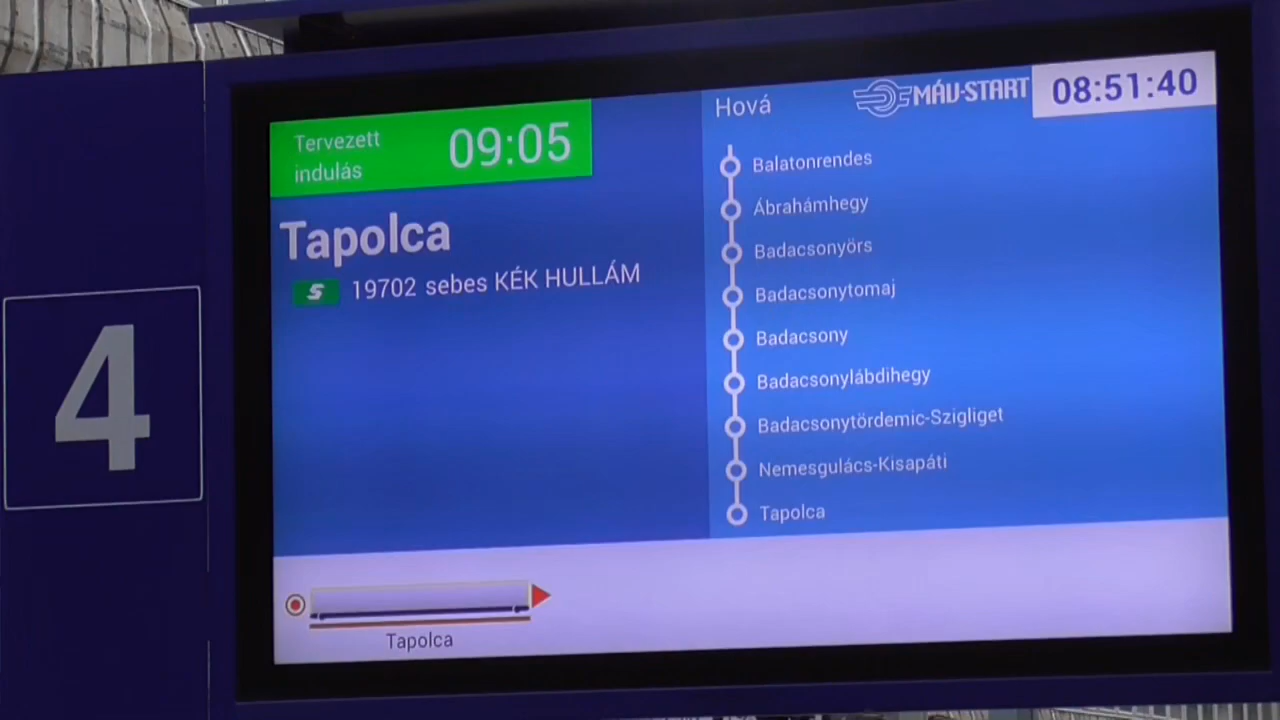 4
Tervezett
indulás
09:05
Tapolca
S 19702 sebes KÉK HULLÁM
Hová
MÁV-START
08:51:40
Balatonrendes
Ábrahámhegy
Badacsonyörs
Badacsonytomaj
Badacsony
Badacsonylábdihegy
Badacsonytördemic-Szigliget
Nemesgulács-Kisapáti
Tapolca
Tapolca